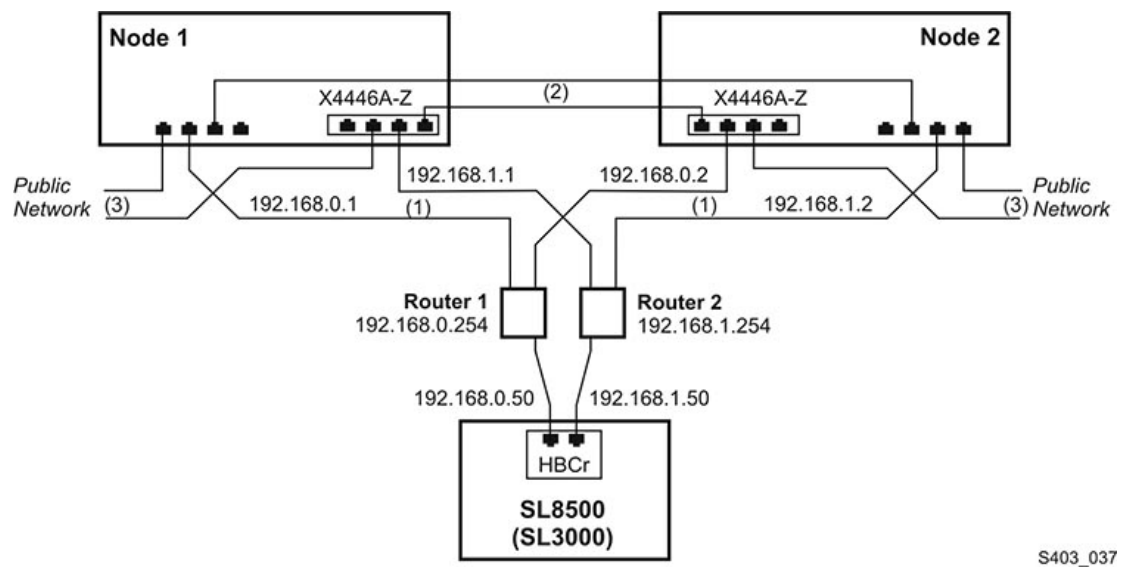 Node 1
Node 2
X4446A-Z
(2)
X4446A-Z
Public
Network
(3)
192.168.0.1
(1)
192.168.1.1
192.168.0.2
(1)
192.168.1.2
(3)
Public
Network
Router 1
192.168.0.254
Router 2
192.168.1.254
192.168.0.50
192.168.1.50
HBCr
SL8500
(SL3000)
S403_037